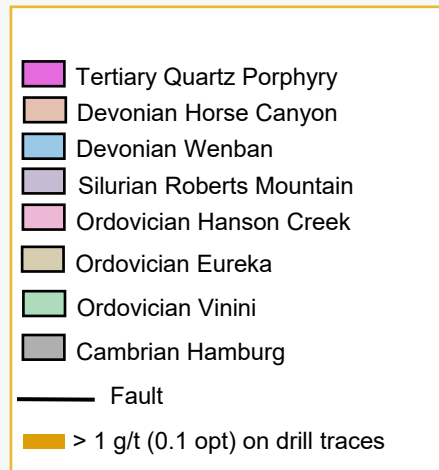 Tertiary Quartz Porphyry
Devonian Horse Canyon
Devonian Wenban
Silurian Roberts Mountain
Ordovician Hanson Creek
Ordovician Eureka
Ordovician Vinini
Cambrian Hamburg
Fault
> 1 g/t (0.1 opt) on drill traces